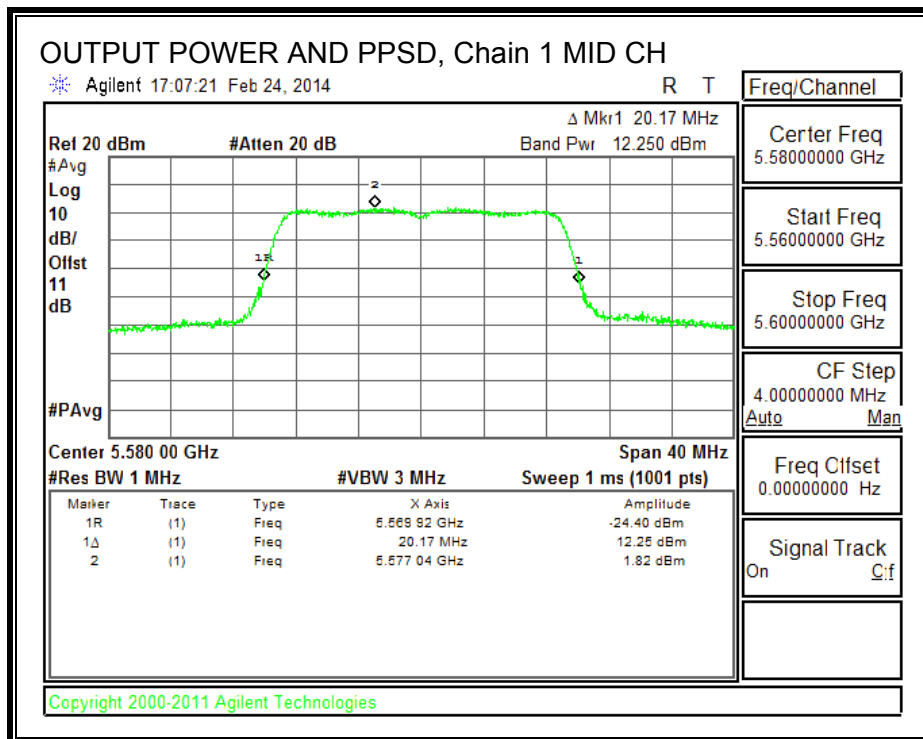 OUTPUT POWER AND PPSD, Chain 1 MID CH
Agilent 17:07:21 Feb 24, 2014 R T
Freq/Channel
Δ Mkr1 20.17 MHz
Ref 20 dBm #Atten 20 dB Band Pwr 12.250 dBm
#Avg
Log
10
dB/
Offst
11
dB
#PAvg
2
1R
1
Center 5.580 00 GHz Span 40 MHz
#Res BW 1 MHz #VBW 3 MHz Sweep 1 ms (1001 pts)
Marker Trace Type X Axis Amplitude
1R (1) Freq 5.569 92 GHz -24.40 dBm
1Δ (1) Freq 20.17 MHz 12.25 dBm
2 (1) Freq 5.577 04 GHz 1.82 dBm
Center Freq
5.58000000 GHz
Start Freq
5.56000000 GHz
Stop Freq
5.60000000 GHz
CF Step
4.00000000 MHz
Auto Man
Freq Offset
0.00000000 Hz
Signal Track
On Off
Copyright 2000-2011 Agilent Technologies